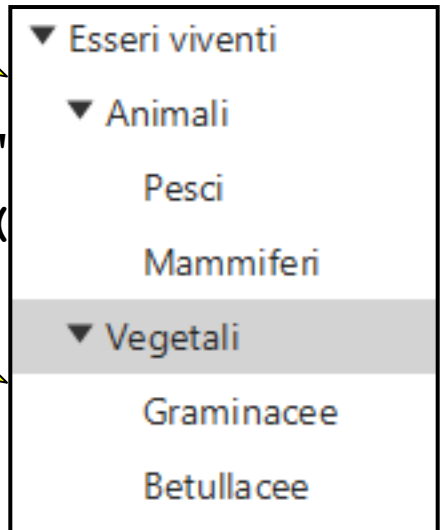 Esseri viventi
Animali
Pesci
Mammiferi
Vegetali
Graminacee
Betullacee